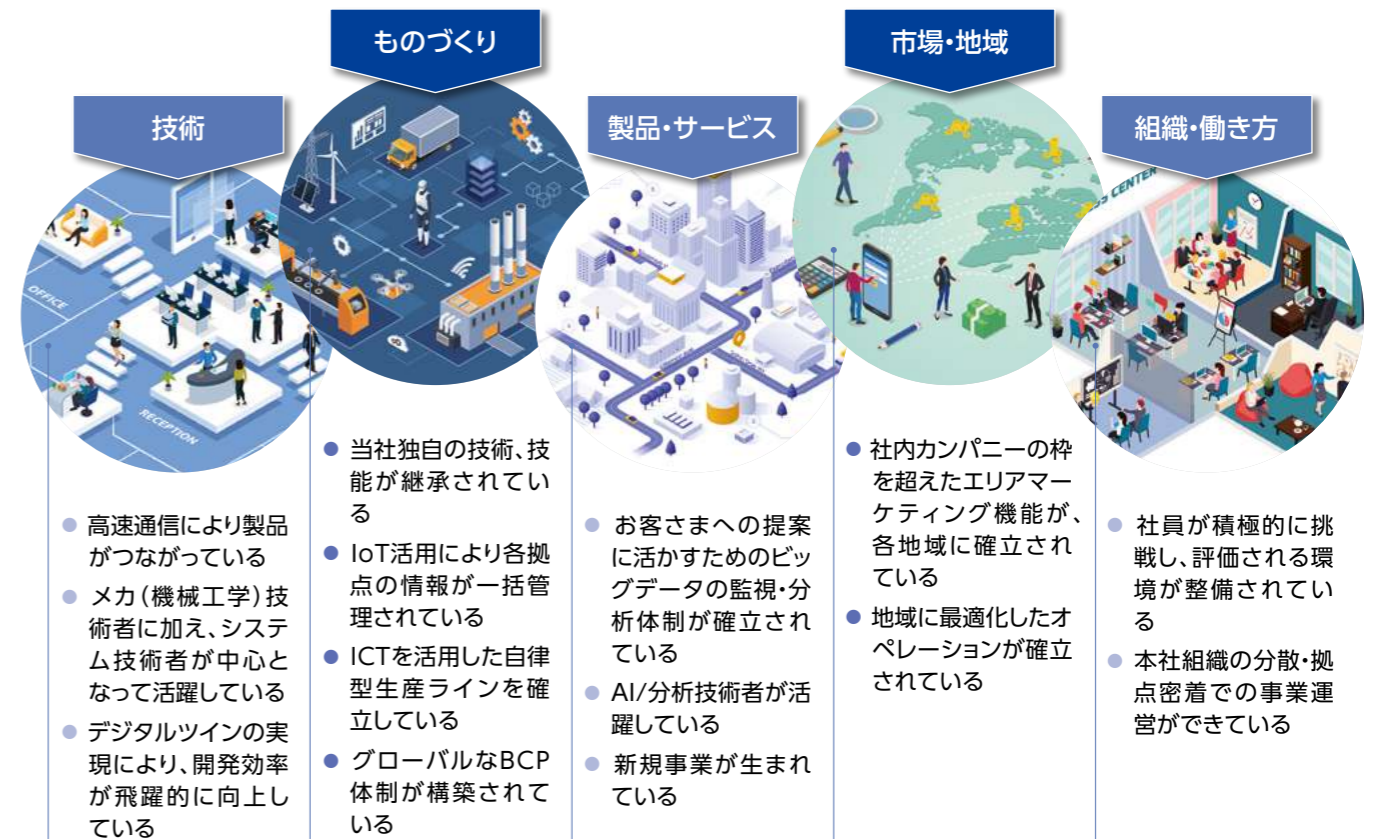 技術
OFFICE
RECEPTION
● 高速通信により製品
がつながっている
● メカ（機械工学）技
術者に加え、システ
ム技術者が中心と
なって活躍している
● デジタルツインの実
現により、開発効率
が飛躍的に向上し
ている
ものづくり
● 当社独自の技術、技
能が継承されてい
る
● IoT活用により各拠
点の情報が一括管
理されている
● ICTを活用した自律
型生産ラインを確
立している
● グローバルなBCP
体制が構築されて
いる
製品・サービス
● お客さまへの提案
に活かすためのビッ
グデータの監視・分
析体制が確立され
ている
● AI/分析技術者が活
躍している
● 新規事業が生まれ
ている
市場・地域
● 社内カンパニーの枠
を超えたエリアマー
ケティング機能が、
各地域に確立され
ている
● 地域に最適化したオ
ペレーションが確立
されている
組織・働き方
CENTER
● 社員が積極的に挑
戦し、評価される環
境が整備されてい
る
● 本社組織の分散・拠
点密着での事業運
営ができている